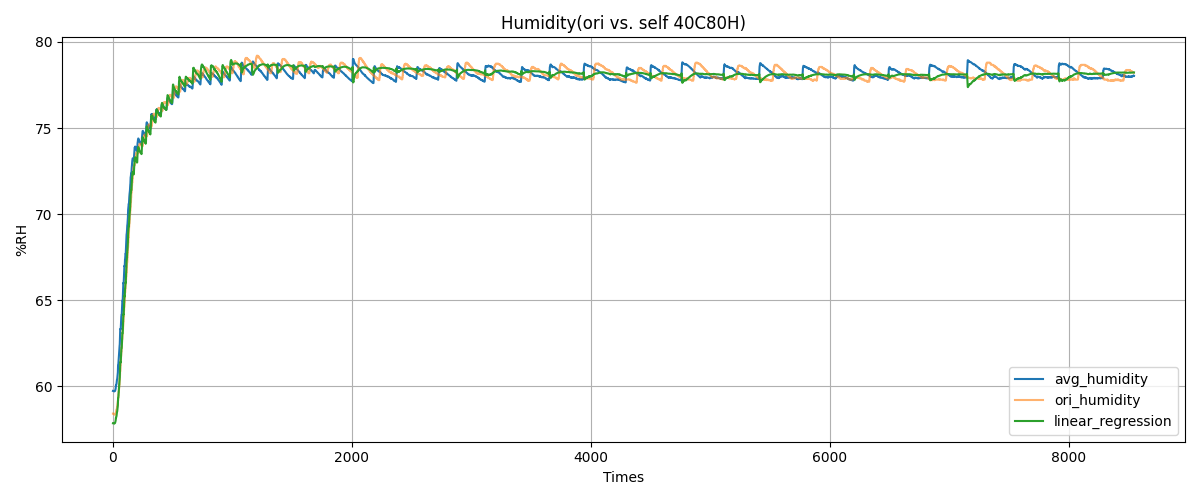 Humidity(ori vs. self 40C80H)
80
75
70
65
60
%RH
0
2000
4000
6000
8000
Times
avg_humidity
ori_humidity
linear_regression